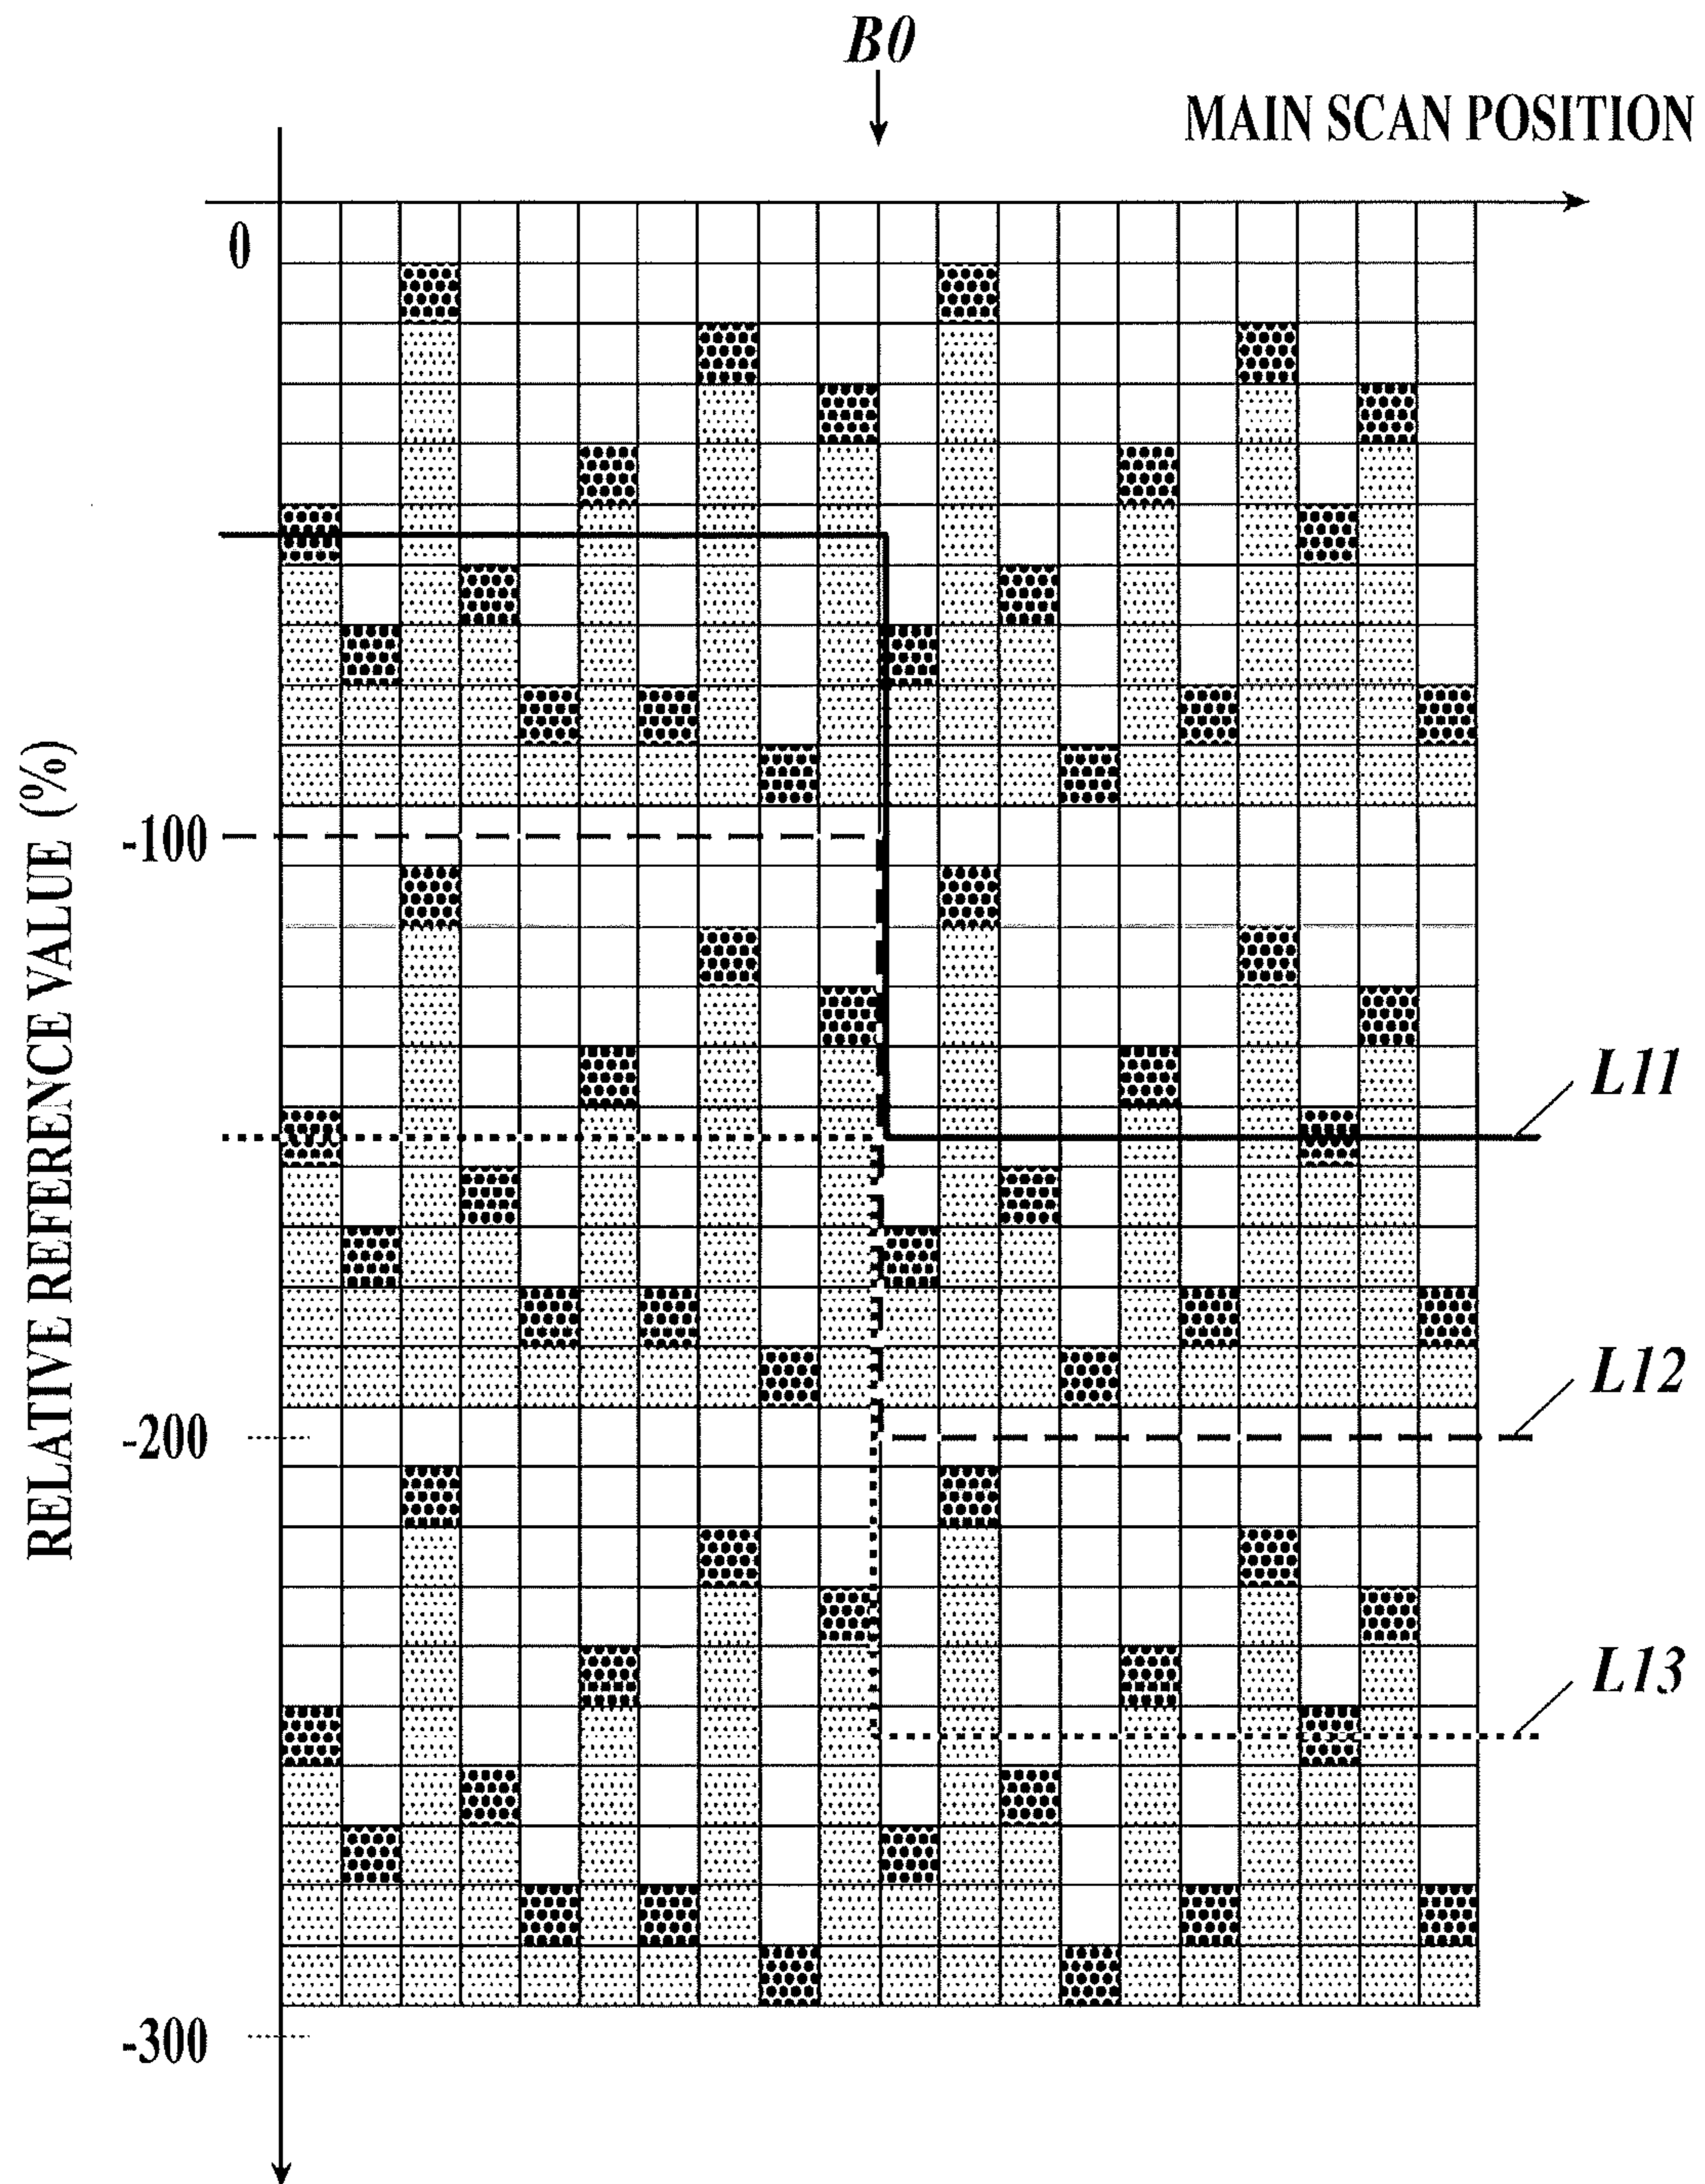 B0
MAIN SCAN POSITION
0
RELATIVE REFERENCE VALUE (%)
-100
L11
L12
-200
L13
-300